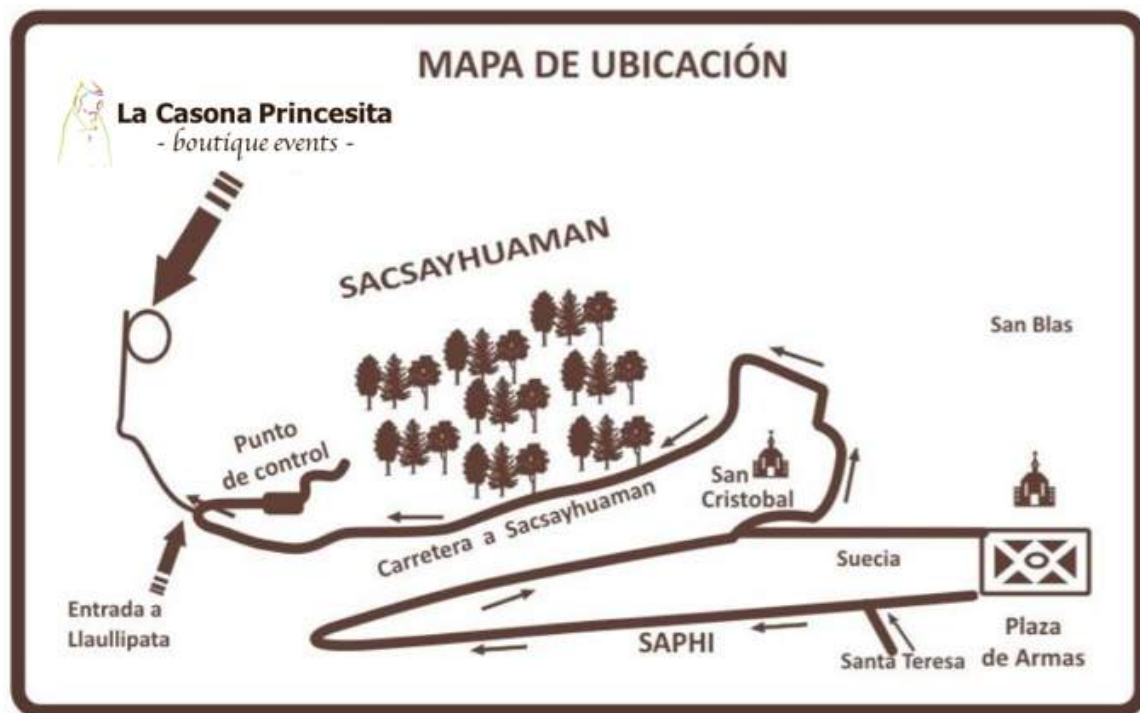 MAPA DE UBICACIÓN
La Casona Princesita
- boutique events -
SACSAYHUAMAN
San Blas
Punto
de control
San
Cristobal
Carretera a Sacsayhuaman
Suecia
Entrada a
Llaullipata
SAPHI
Santa Teresa
Plaza
de Armas